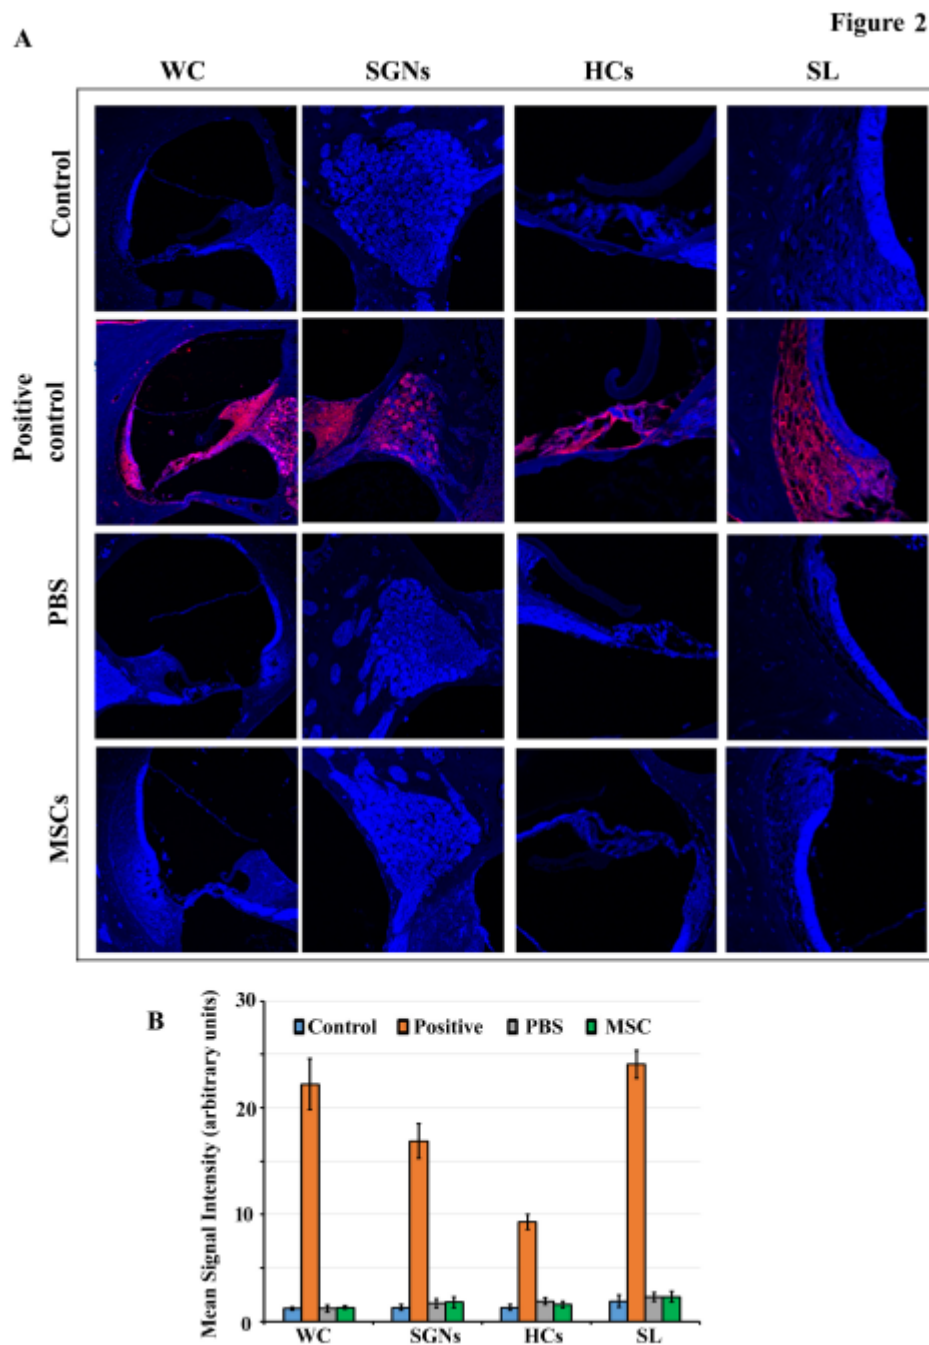 Figure 2
A
WC SGNs HCs SL
Control
Positive
control
PBS
MSCs
B
Mean Signal Intensity (arbitrary units)
30
20
10
0
Control Positive PBS MSC
WC SGNs HCs SL